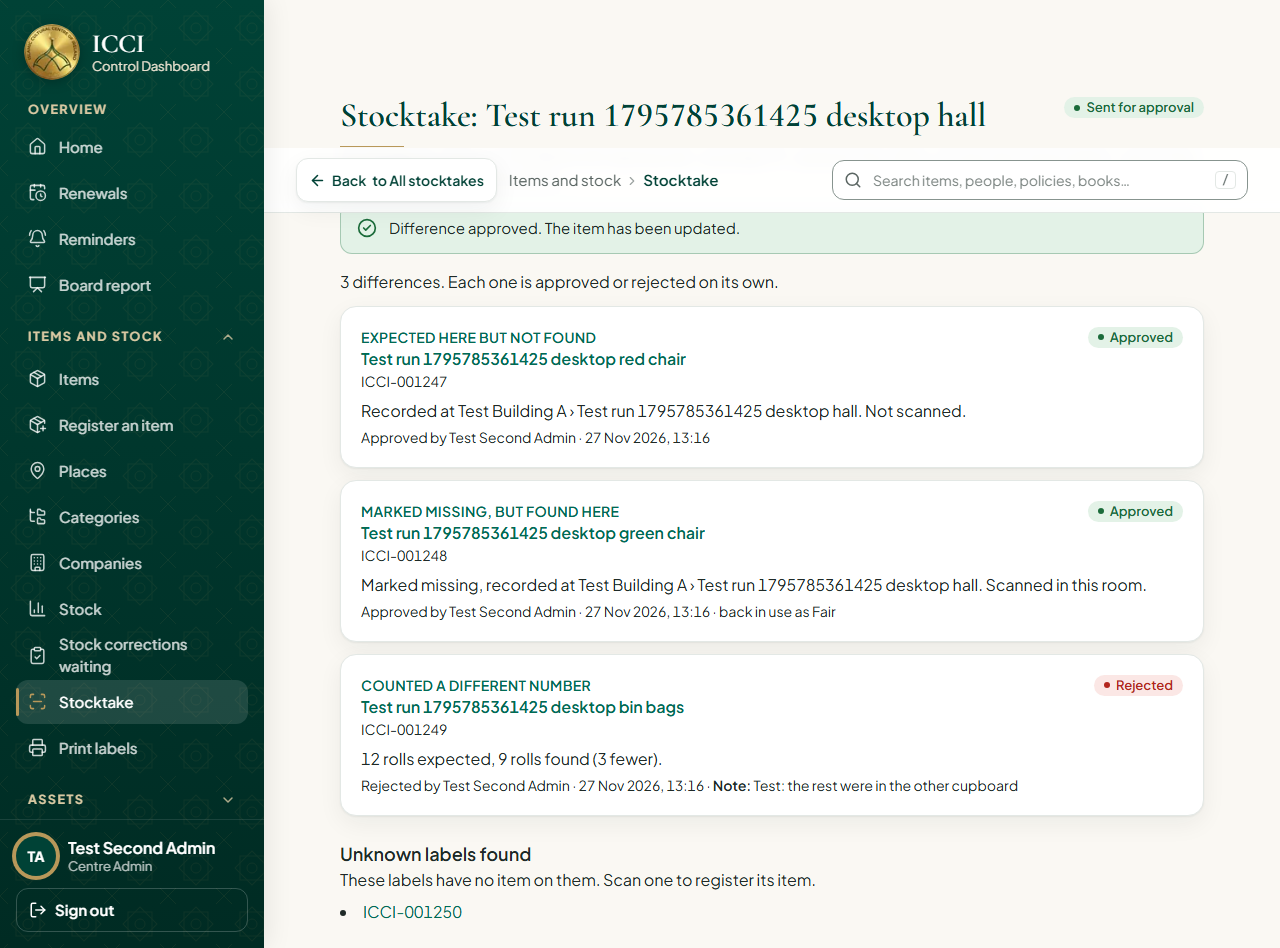 ICCI
Control Dashboard
OVERVIEW
Home
Renewals
Reminders
Board report
ITEMS AND STOCK
Items
Register an item
Places
Categories
Companies
Stock
Stock corrections
waiting
Stocktake
Print labels
ASSETS
TA
Test Second Admin
Centre Admin
Sign out
Stocktake: Test run 1795785361425 desktop hall
Sent for approval
Back to All stocktakes
Items and stock › Stocktake
Search items, people, policies, books…
/
Difference approved. The item has been updated.
3 differences. Each one is approved or rejected on its own.
EXPECTED HERE BUT NOT FOUND
Approved
Test run 1795785361425 desktop red chair
ICCI-001247
Recorded at Test Building A › Test run 1795785361425 desktop hall. Not scanned.
Approved by Test Second Admin · 27 Nov 2026, 13:16
MARKED MISSING, BUT FOUND HERE
Approved
Test run 1795785361425 desktop green chair
ICCI-001248
Marked missing, recorded at Test Building A › Test run 1795785361425 desktop hall. Scanned in this room.
Approved by Test Second Admin · 27 Nov 2026, 13:16 · back in use as Fair
COUNTED A DIFFERENT NUMBER
Rejected
Test run 1795785361425 desktop bin bags
ICCI-001249
12 rolls expected, 9 rolls found (3 fewer).
Rejected by Test Second Admin · 27 Nov 2026, 13:16 · Note: Test: the rest were in the other cupboard
Unknown labels found
These labels have no item on them. Scan one to register its item.
ICCI-001250